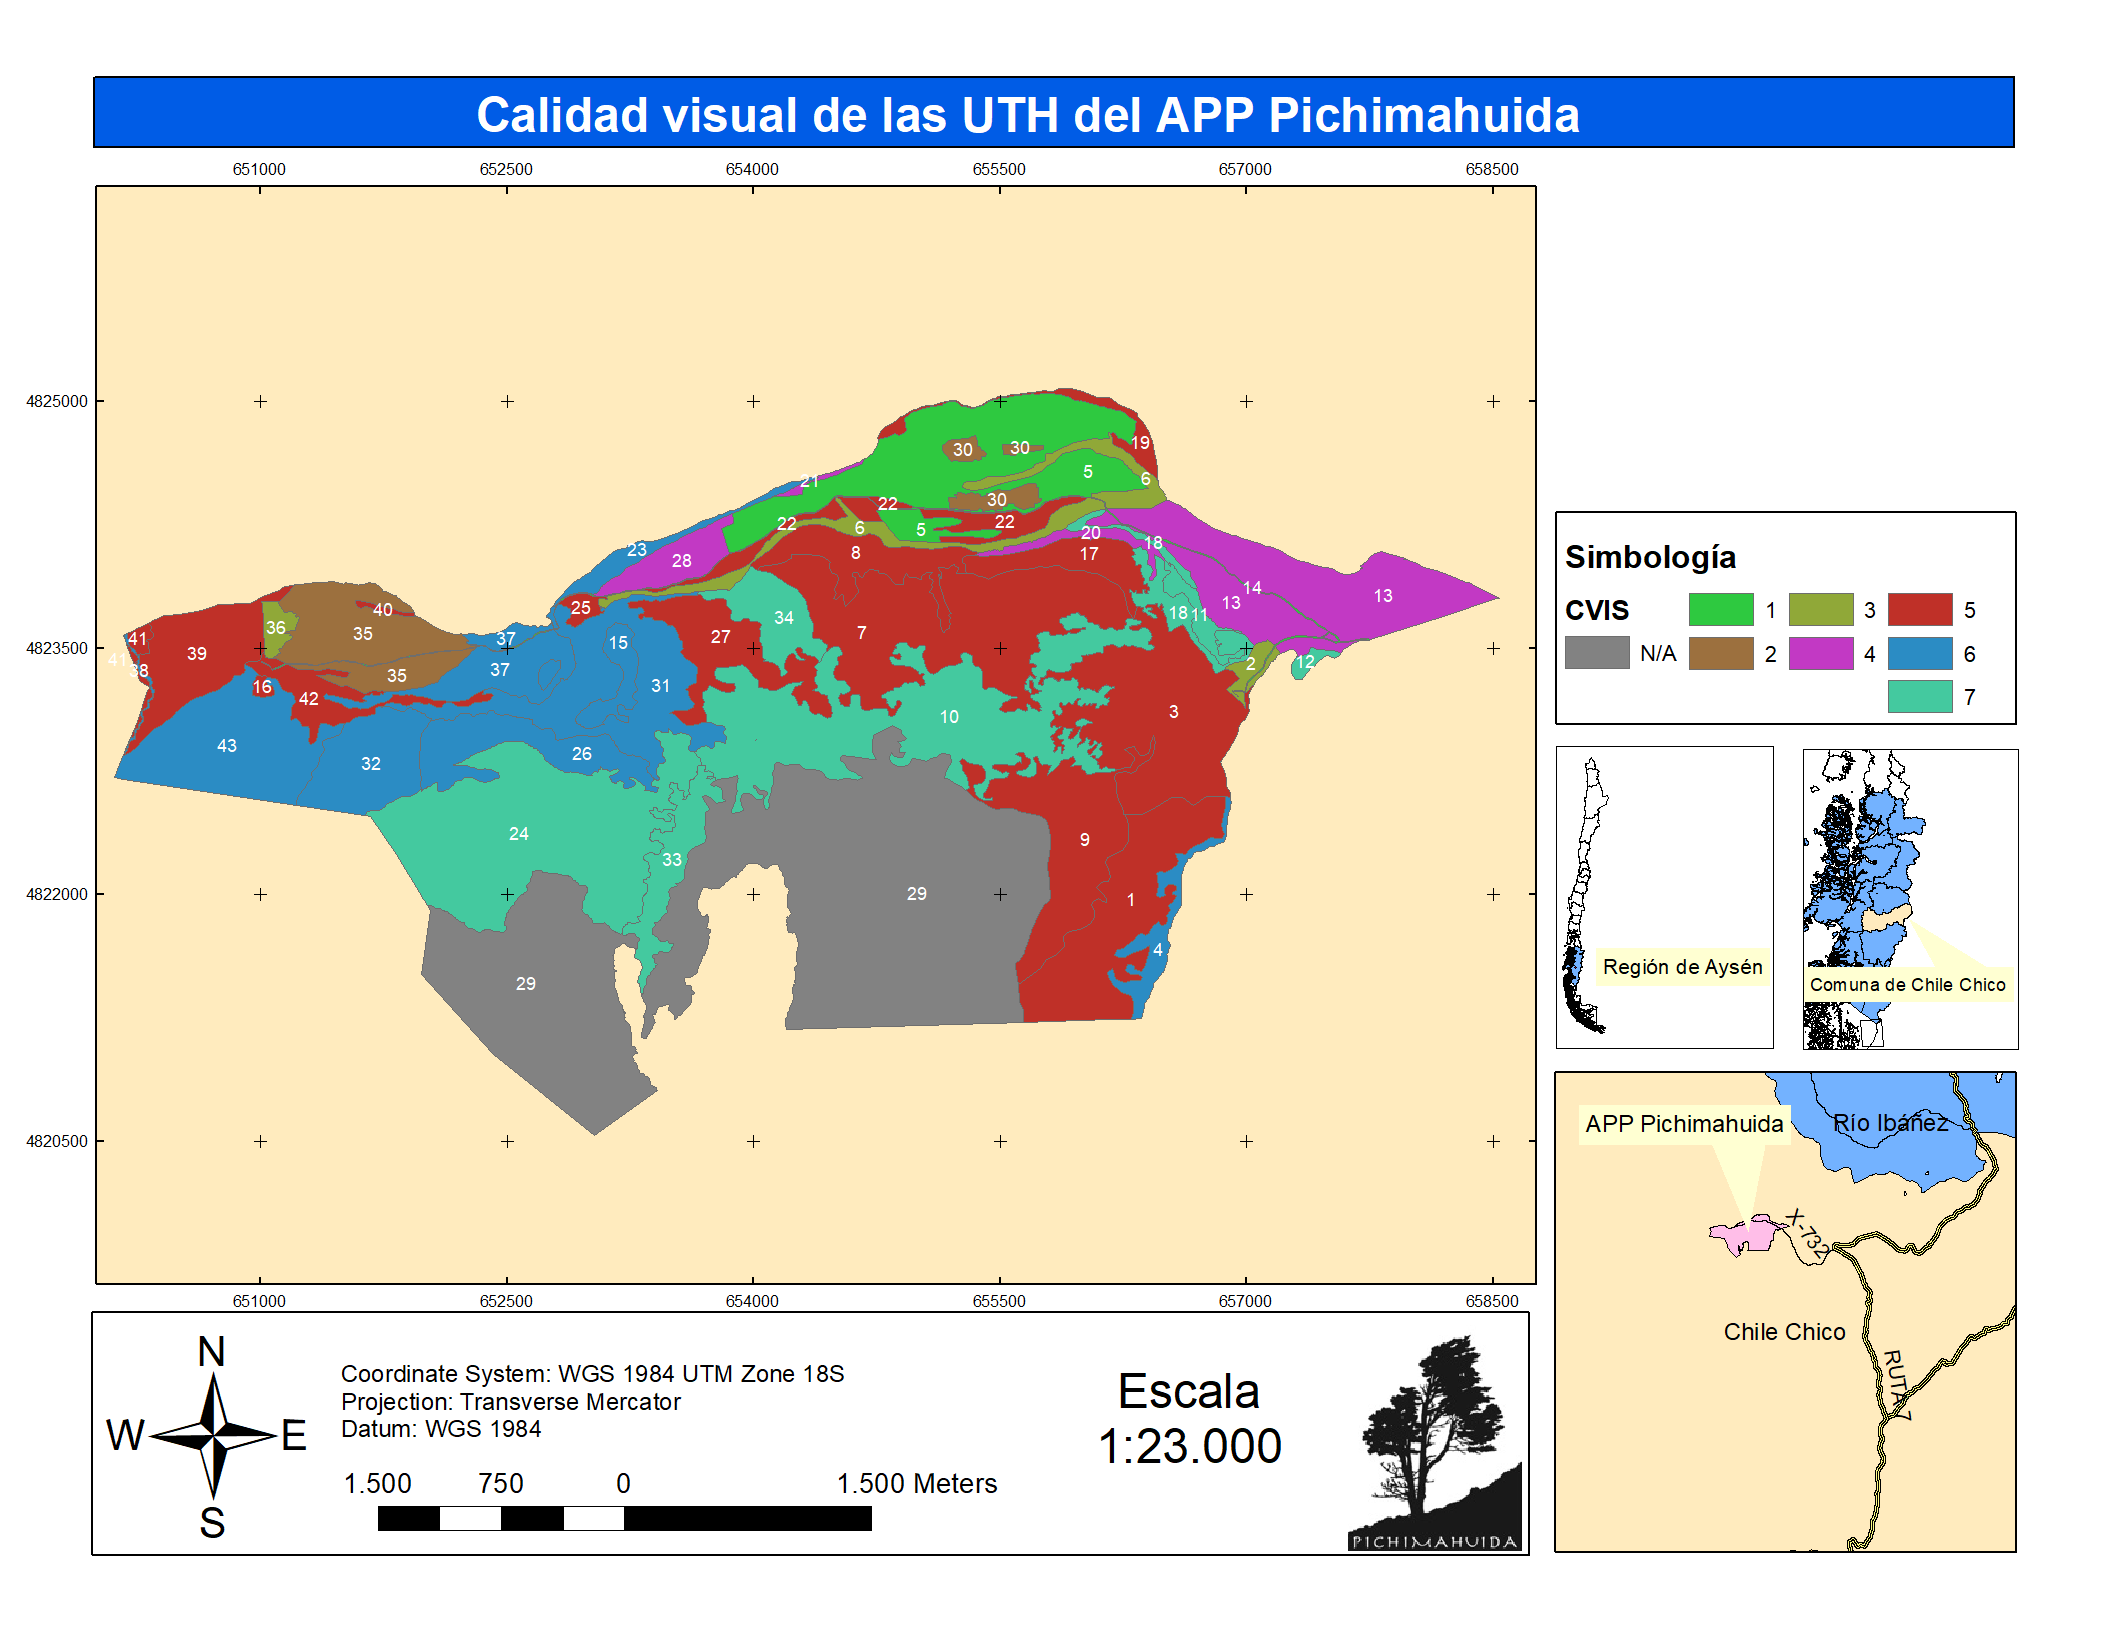 Calidad visual de las UTH del APP Pichimahuida
651000 652500 654000 655500 657000 658500
4825000
4823500
4822000
4820500
19
30 30
5
6
21
30
22
22 22
6 5
20
23
18
8 17
28
14
13 13
25
40
34
18 11
36
35
15
7
27
37
41
39
41
38
2
12
37
35
31
16
42
3
10
43
26
32
24
9
33
29
1
4
29
651000 652500 654000 655500 657000 658500
Simbología
CVIS
1 3 5
N/A 2 4 6
7
Región de Aysén
Comuna de Chile Chico
APP Pichimahuida
Río Ibáñez
X-732
Chile Chico
RUTA 7
N
W E
S
Coordinate System: WGS 1984 UTM Zone 18S
Projection: Transverse Mercator
Datum: WGS 1984
1.500 750 0 1.500 Meters
Escala
1:23.000
PICHIMAHUIDA